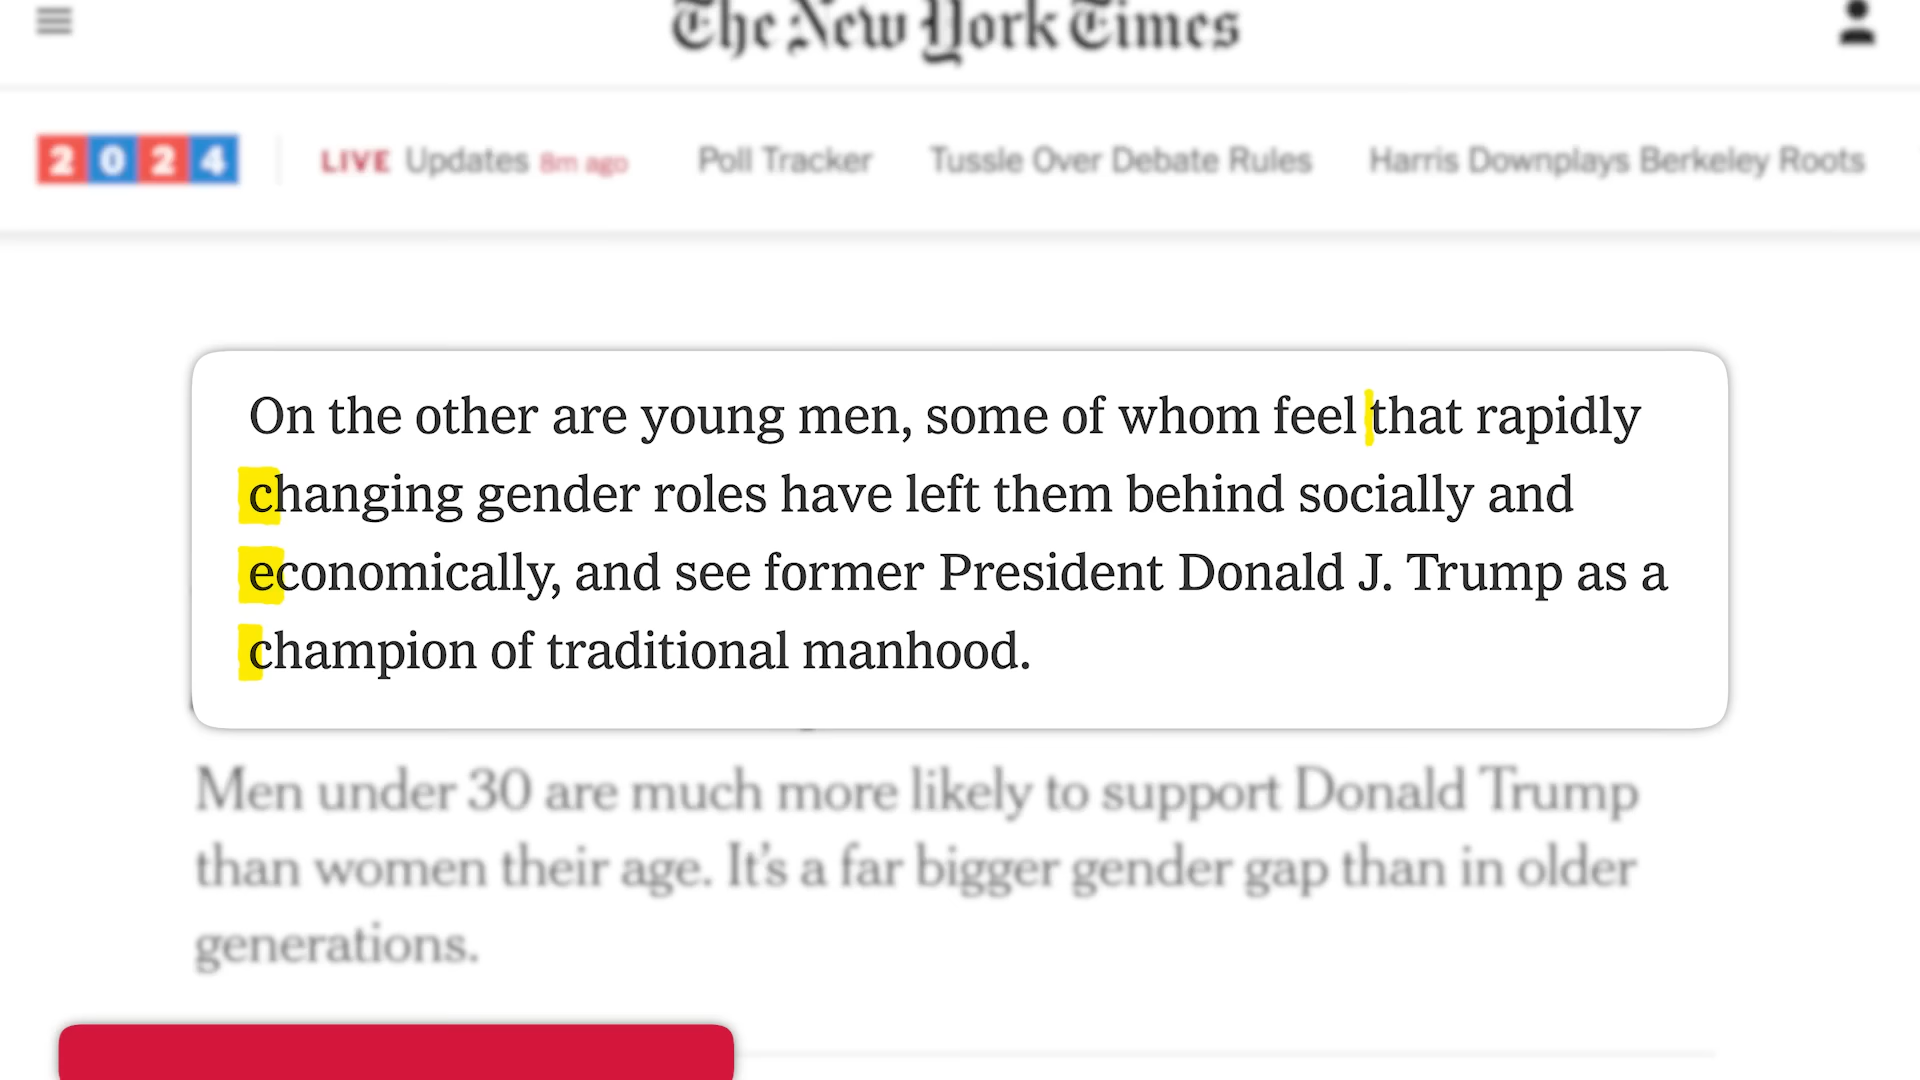 The New York Times
2024
LIVE Updates 8m ago
Poll Tracker
Tussle Over Debate Rules
Harris Downplays Berkeley Roots
On the other are young men, some of whom feel that rapidly
changing gender roles have left them behind socially and
economically, and see former President Donald J. Trump as a
champion of traditional manhood.
Men under 30 are much more likely to support Donald Trump
than women their age. It’s a far bigger gender gap than in older
generations.